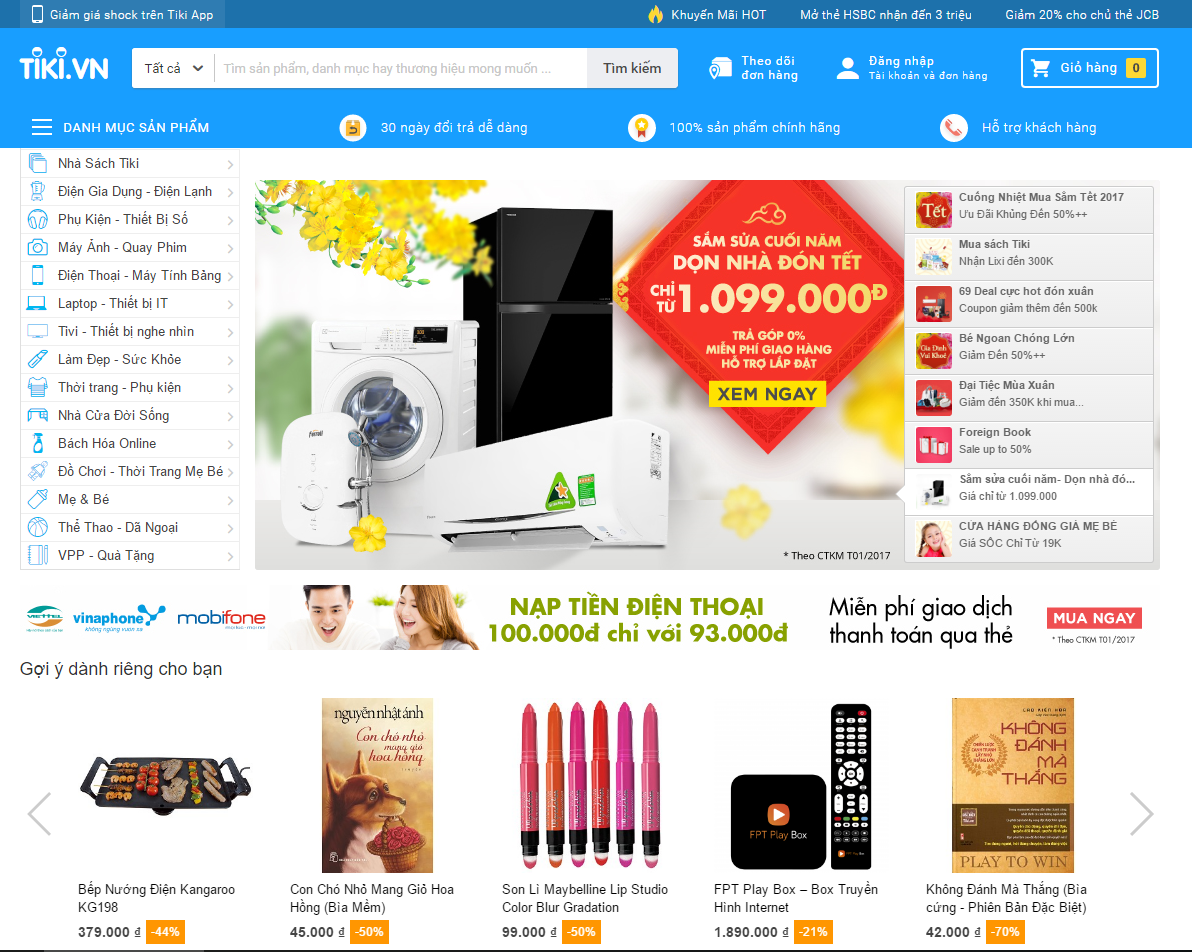 Giảm giá shock trên Tiki App
Khuyến Mãi HOT
Mở thẻ HSBC nhận đến 3 triệu
Giảm 20% cho chủ thẻ JCB
TIKI.VN
Tất cả
Tìm sản phẩm, danh mục hay thương hiệu mong muốn ...
Tìm kiếm
Theo dõi
đơn hàng
Đăng nhập
Tài khoản và đơn hàng
Giỏ hàng 0
DANH MỤC SẢN PHẨM
30 ngày đổi trả dễ dàng
100% sản phẩm chính hãng
Hỗ trợ khách hàng
Nhà Sách Tiki
Điện Gia Dụng - Điện Lạnh
Phụ Kiện - Thiết Bị Số
Máy Ảnh - Quay Phim
Điện Thoại - Máy Tính Bảng
Laptop - Thiết bị IT
Tivi - Thiết bị nghe nhìn
Làm Đẹp - Sức Khỏe
Thời trang - Phụ kiện
Nhà Cửa Đời Sống
Bách Hóa Online
Đồ Chơi - Thời Trang Mẹ Bé
Mẹ & Bé
Thể Thao - Dã Ngoại
VPP - Quà Tặng
SẮM SỬA CUỐI NĂM
DỌN NHÀ ĐÓN TẾT
CHỈ TỪ 1.099.000Đ
TRẢ GÓP 0%
MIỄN PHÍ GIAO HÀNG
HỖ TRỢ LẮP ĐẶT
XEM NGAY
Ferroli
* Theo CTKM T01/2017
Tết
Cuồng Nhiệt Mua Sắm Tết 2017
Ưu Đãi Khủng Đến 50%++
Mua sách Tiki
Nhận Lixi đến 300K
69 Deal cực hot đón xuân
Coupon giảm thêm đến 500k
Gia Đình
Vui Khoẻ
Bé Ngoan Chóng Lớn
Giảm Đến 50%++
Đại Tiệc Mùa Xuân
Giảm đến 350K khi mua...
Foreign Book
Sale up to 50%
Sắm sửa cuối năm- Dọn nhà đó...
Giá chỉ từ 1.099.000
CỬA HÀNG ĐỒNG GIÁ MẸ BÉ
Giá SỐC Chỉ Từ 19K
VIETTEL
vinaphone
không ngừng vươn xa
mobifone
NẠP TIỀN ĐIỆN THOẠI
100.000đ chỉ với 93.000đ
Miễn phí giao dịch
thanh toán qua thẻ
MUA NGAY
* Theo CTKM T01/2017
Gợi ý dành riêng cho bạn
nguyễn nhật ánh
Con chó nhỏ
mang giỏ
hoa hồng
FPT Play Box
FPT Play Box
KHÔNG
ĐÁNH
MÀ
THẮNG
PLAY TO WIN
Bếp Nướng Điện Kangaroo
KG198
379.000 ₫ -44%
Con Chó Nhỏ Mang Giỏ Hoa
Hồng (Bìa Mềm)
45.000 ₫ -50%
Son Lì Maybelline Lip Studio
Color Blur Gradation
99.000 ₫ -50%
FPT Play Box – Box Truyền
Hình Internet
1.890.000 ₫ -21%
Không Đánh Mà Thắng (Bìa
cứng - Phiên Bản Đặc Biệt)
42.000 ₫ -70%